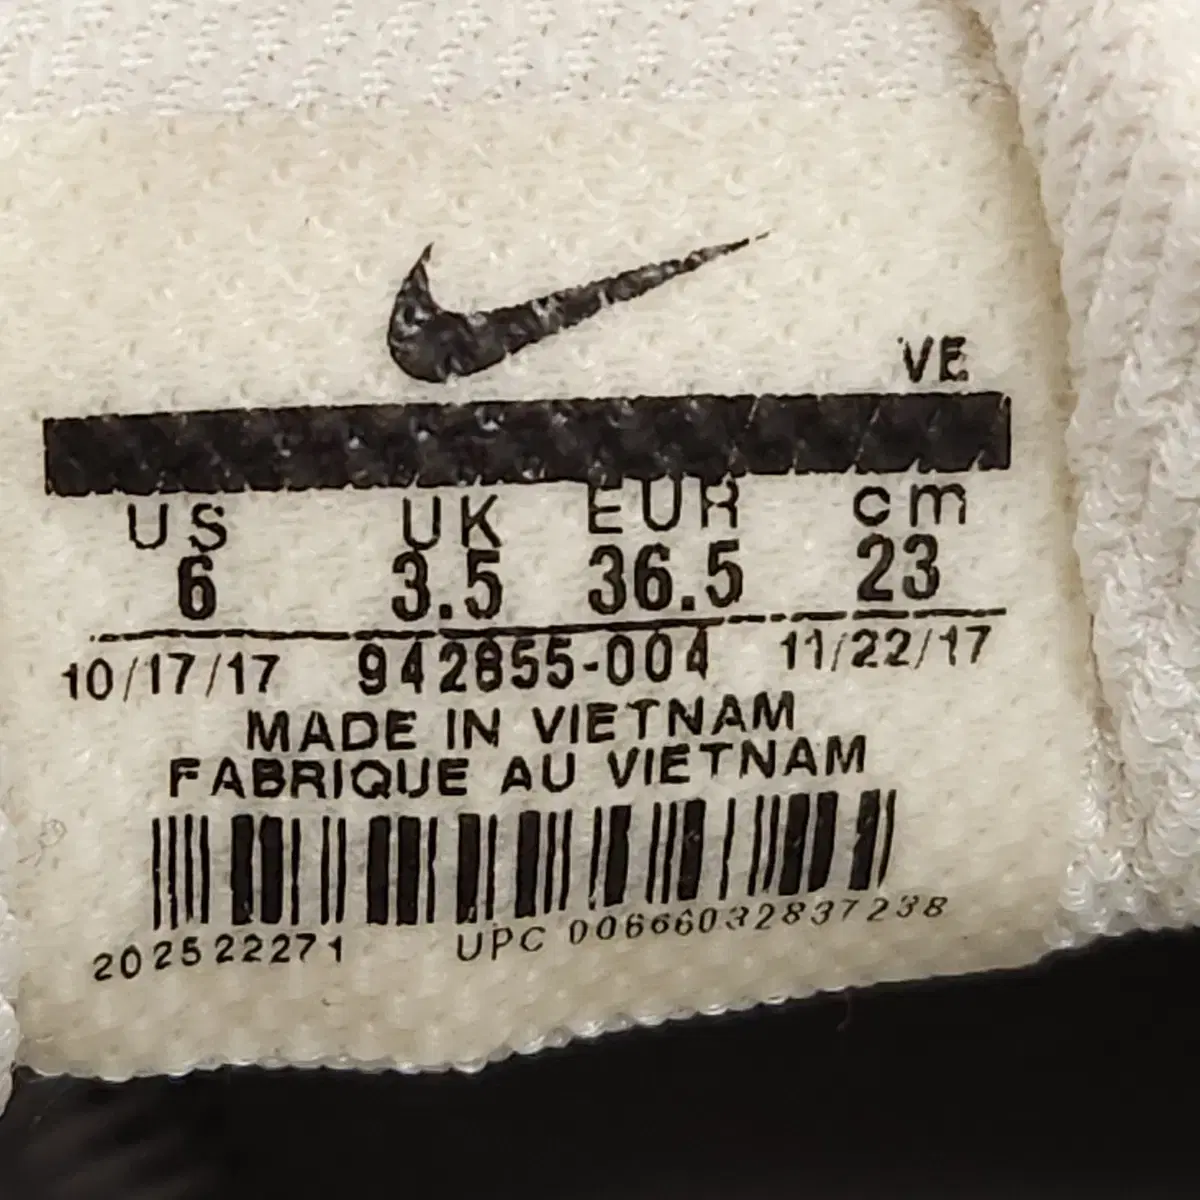 VE
US UK EUR cm
6 3.5 36.5 23
10/17/17 942855-004 11/22/17
MADE IN VIETNAM
FABRIQUE AU VIETNAM
202522271 UPC 00666032837238